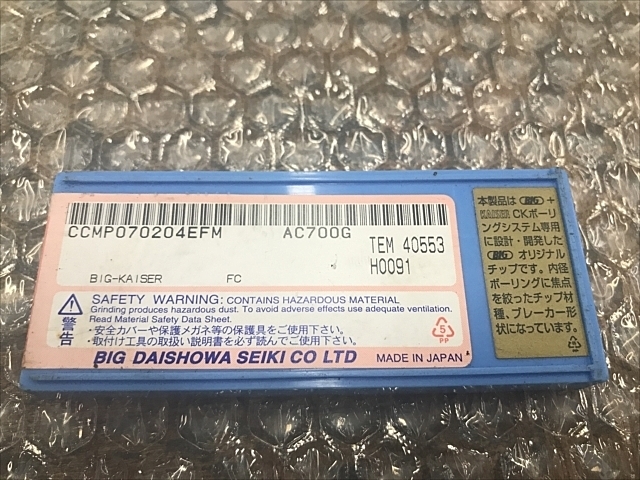 CCMP070204EFM AC700G
TEM 40553
H0091
BIG-KAISER FC
警告
SAFETY WARNING: CONTAINS HAZARDOUS MATERIAL
Grinding produces hazardous dust. To avoid adverse effects use adequate ventilation.
Read Material Safety Data Sheet.
・安全カバーや保護メガネ等の保護具をご使用下さい。
・取付け工具の取扱い説明書を必ず読んでご使用下さい。
BIG DAISHOWA SEIKI CO LTD MADE IN JAPAN
5
PP
本製品は BIG +
KAISER CKボーリ
ングシステム専用
に設計・開発した
BIG オリジナル
チップです。内径
ボーリングに焦点
を絞ったチップ材
種、ブレーカー形
状になっています。